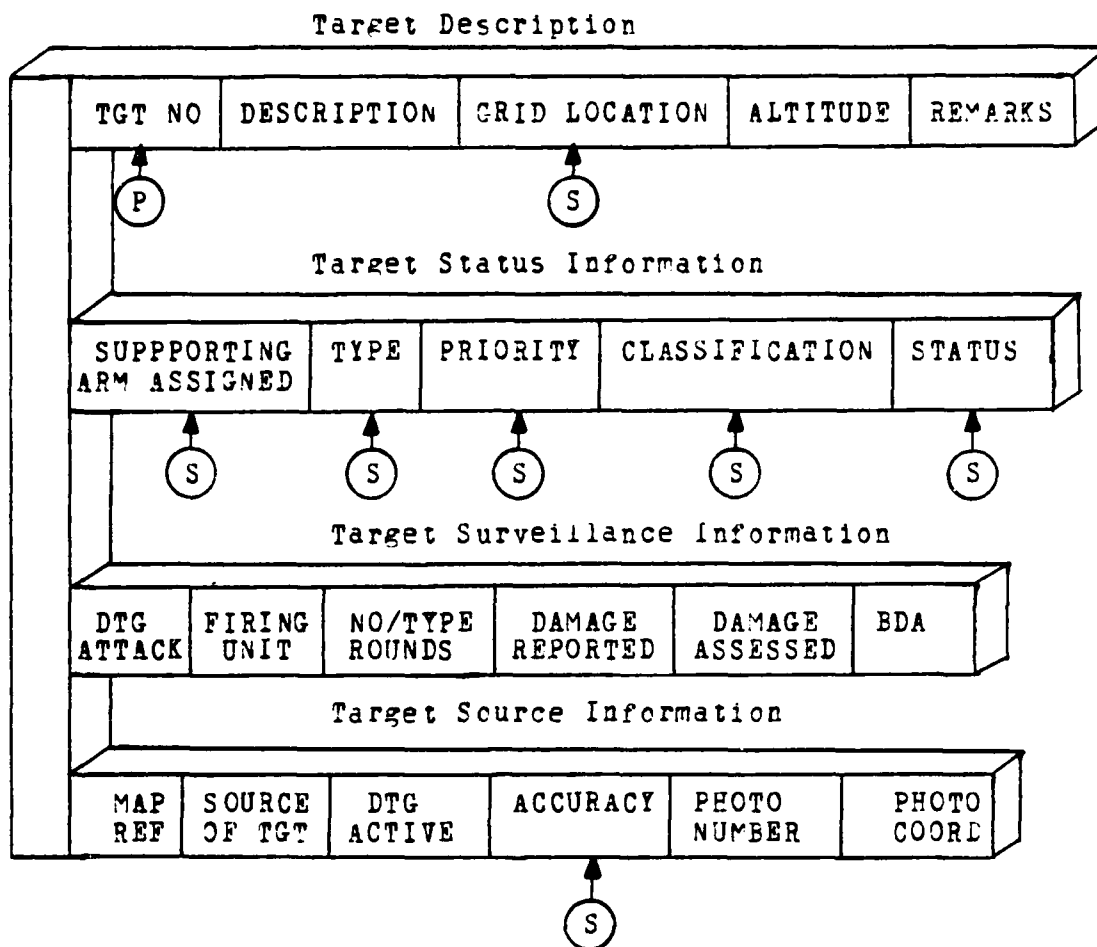 Target Description
TGT NO DESCRIPTION GRID LOCATION ALTITUDE REMARKS
P S
Target Status Information
SUPPPORTING TYPE PRIORITY CLASSIFICATION STATUS
ARM ASSIGNED
S S S S S
Target Surveillance Information
DTG FIRING NO/TYPE DAMAGE DAMAGE BDA
ATTACK UNIT ROUNDS REPORTED ASSESSED
Target Source Information
MAP SOURCE DTG ACCURACY PHOTO PHOTO
REF OF TGT ACTIVE NUMBER COORD
S